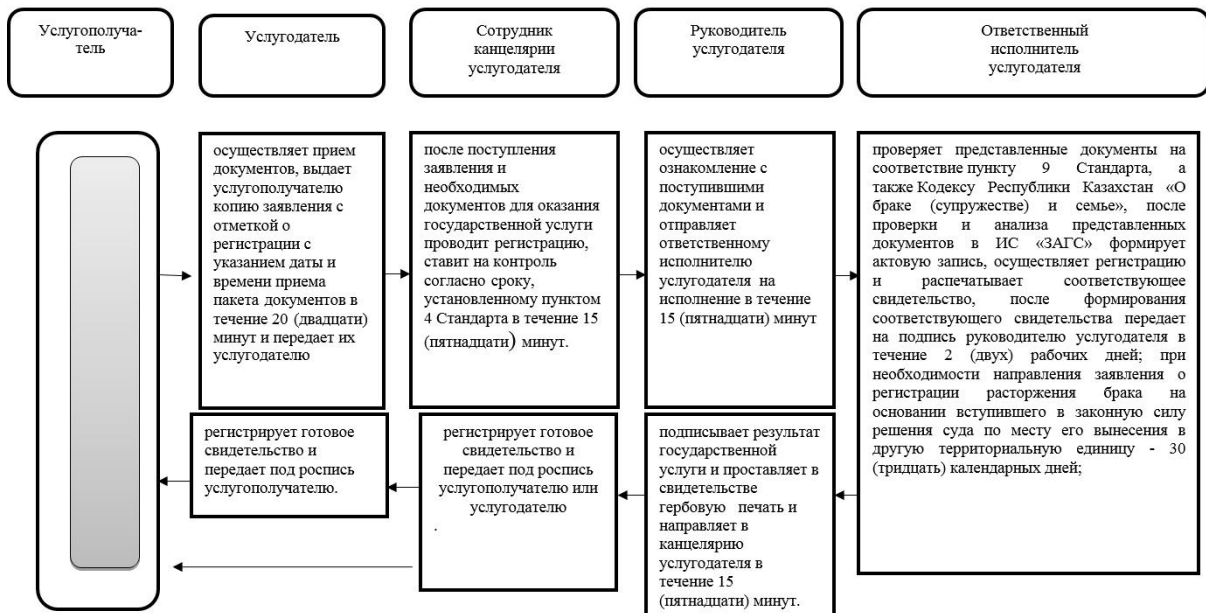 Услугополуча-
тель
Услугодатель
Сотрудник
канцелярии
услугодателя
Руководитель
услугодателя
Ответственный
исполнитель
услугодателя
осуществляет прием
документов, выдает
услугополучателю
копию заявления с
отметкой о
регистрации с
указанием даты и
времени приема
пакета документов в
течение 20 (двадцати)
минут и передает их
услугодателю
после поступления
заявления и
необходимых
документов для оказания
государственной услуги
проводит регистрацию,
ставит на контроль
согласно сроку,
установленному пунктом
4 Стандарта в течение 15
(пятнадцати) минут.
осуществляет
ознакомление с
поступившими
документами и
отправляет
ответственному
исполнителю
услугодателя на
исполнение в течение
15 (пятнадцати) минут
проверяет представленные документы на
соответствие пункту 9 Стандарта, а
также Кодексу Республики Казахстан «О
браке (супружестве) и семье», после
проверки и анализа представленных
документов в ИС «ЗАГС» формирует
актовую запись, осуществляет регистрацию
и распечатывает соответствующее
свидетельство, после формирования
соответствующего свидетельства передает
на подпись руководителю услугодателя в
течение 2 (двух) рабочих дней; при
необходимости направления заявления о
регистрации расторжения брака на
основании вступившего в законную силу
решения суда по месту его вынесения в
другую территориальную единицу - 30
(тридцать) календарных дней;
регистрирует готовое
свидетельство и
передает под роспись
услугополучателю.
регистрирует готовое
свидетельство и
передает под роспись
услугополучателю или
услугодателю
.
подписывает результат
государственной
услуги и проставляет в
свидетельстве
гербовую печать и
направляет в
канцелярию
услугодателя в
течение 15
(пятнадцати) минут.